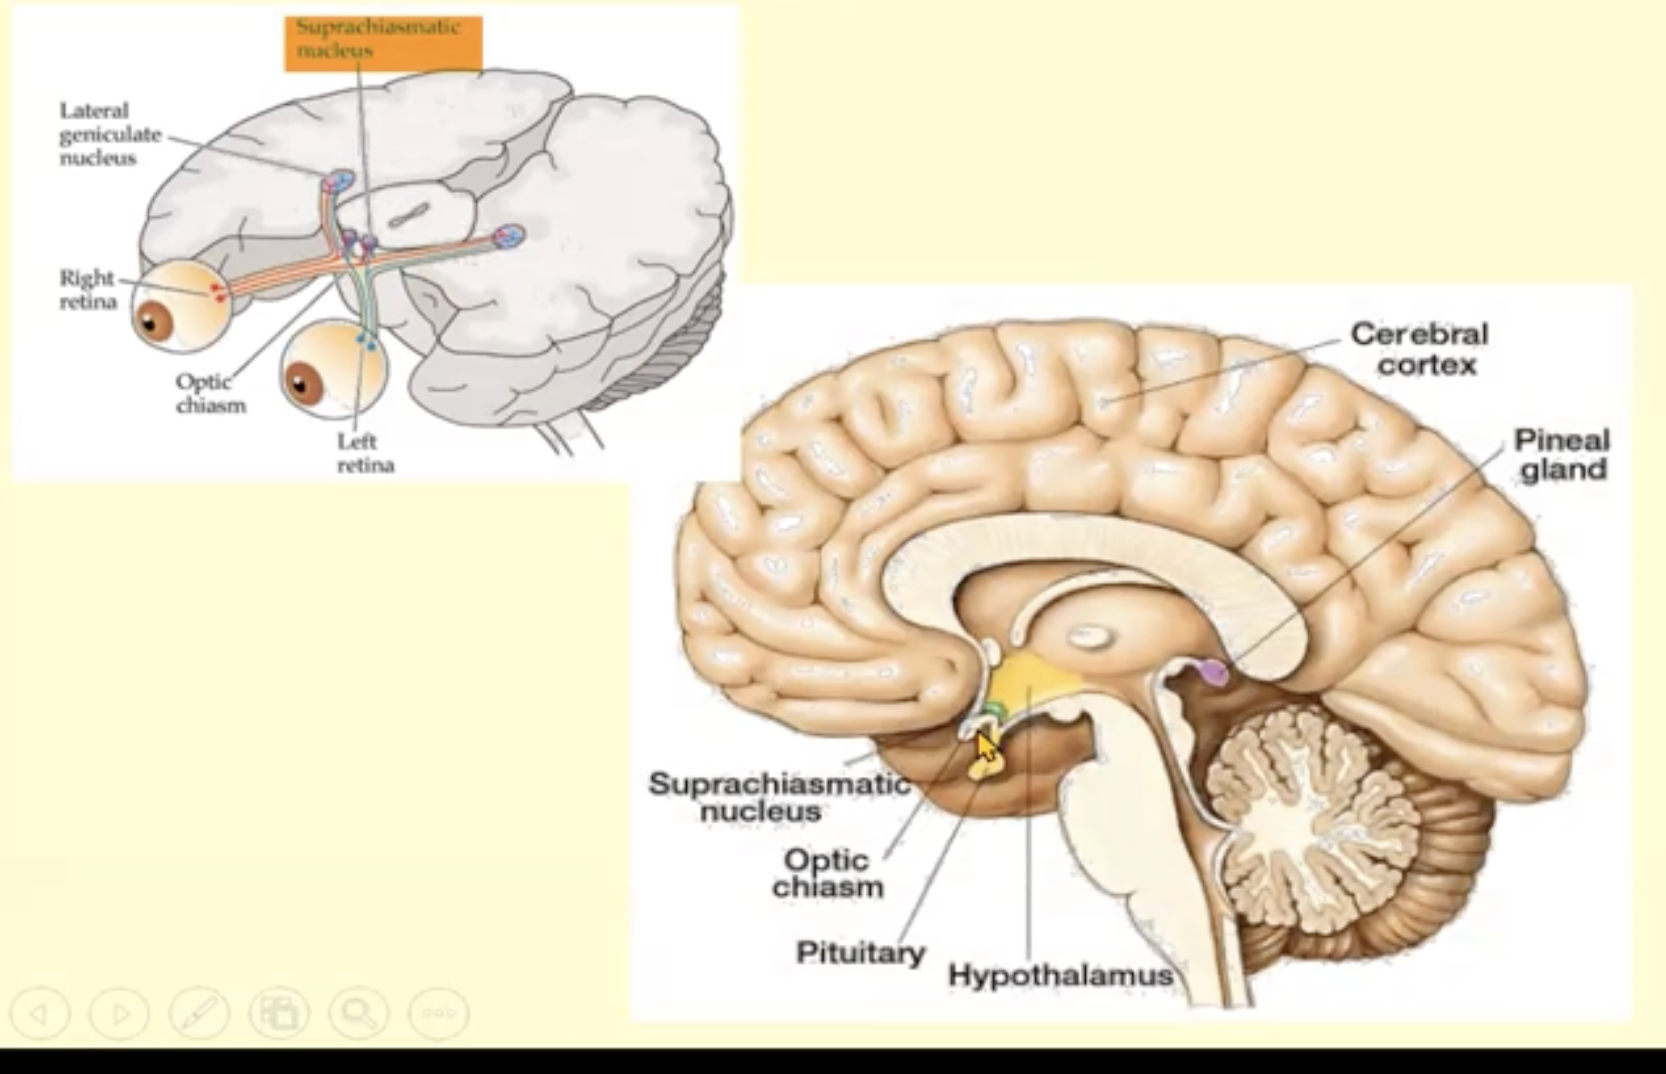 Suprachiasmatic
nucleus
Lateral
geniculate
nucleus
Right
retina
Optic
chiasm
Left
retina
Cerebral
cortex
Pineal
gland
Suprachiasmatic
nucleus
Optic
chiasm
Pituitary
Hypothalamus